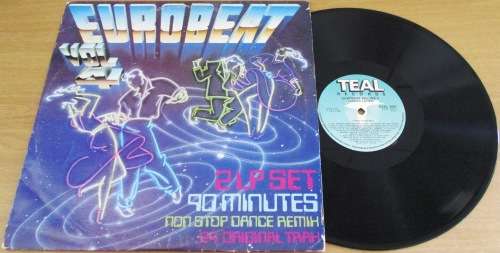 EUROBEAT
VOL 4
2 LP SET
90 MINUTES
NON STOP DANCE REMIX
24 ORIGINAL TRAX
TEAL
RECORDS